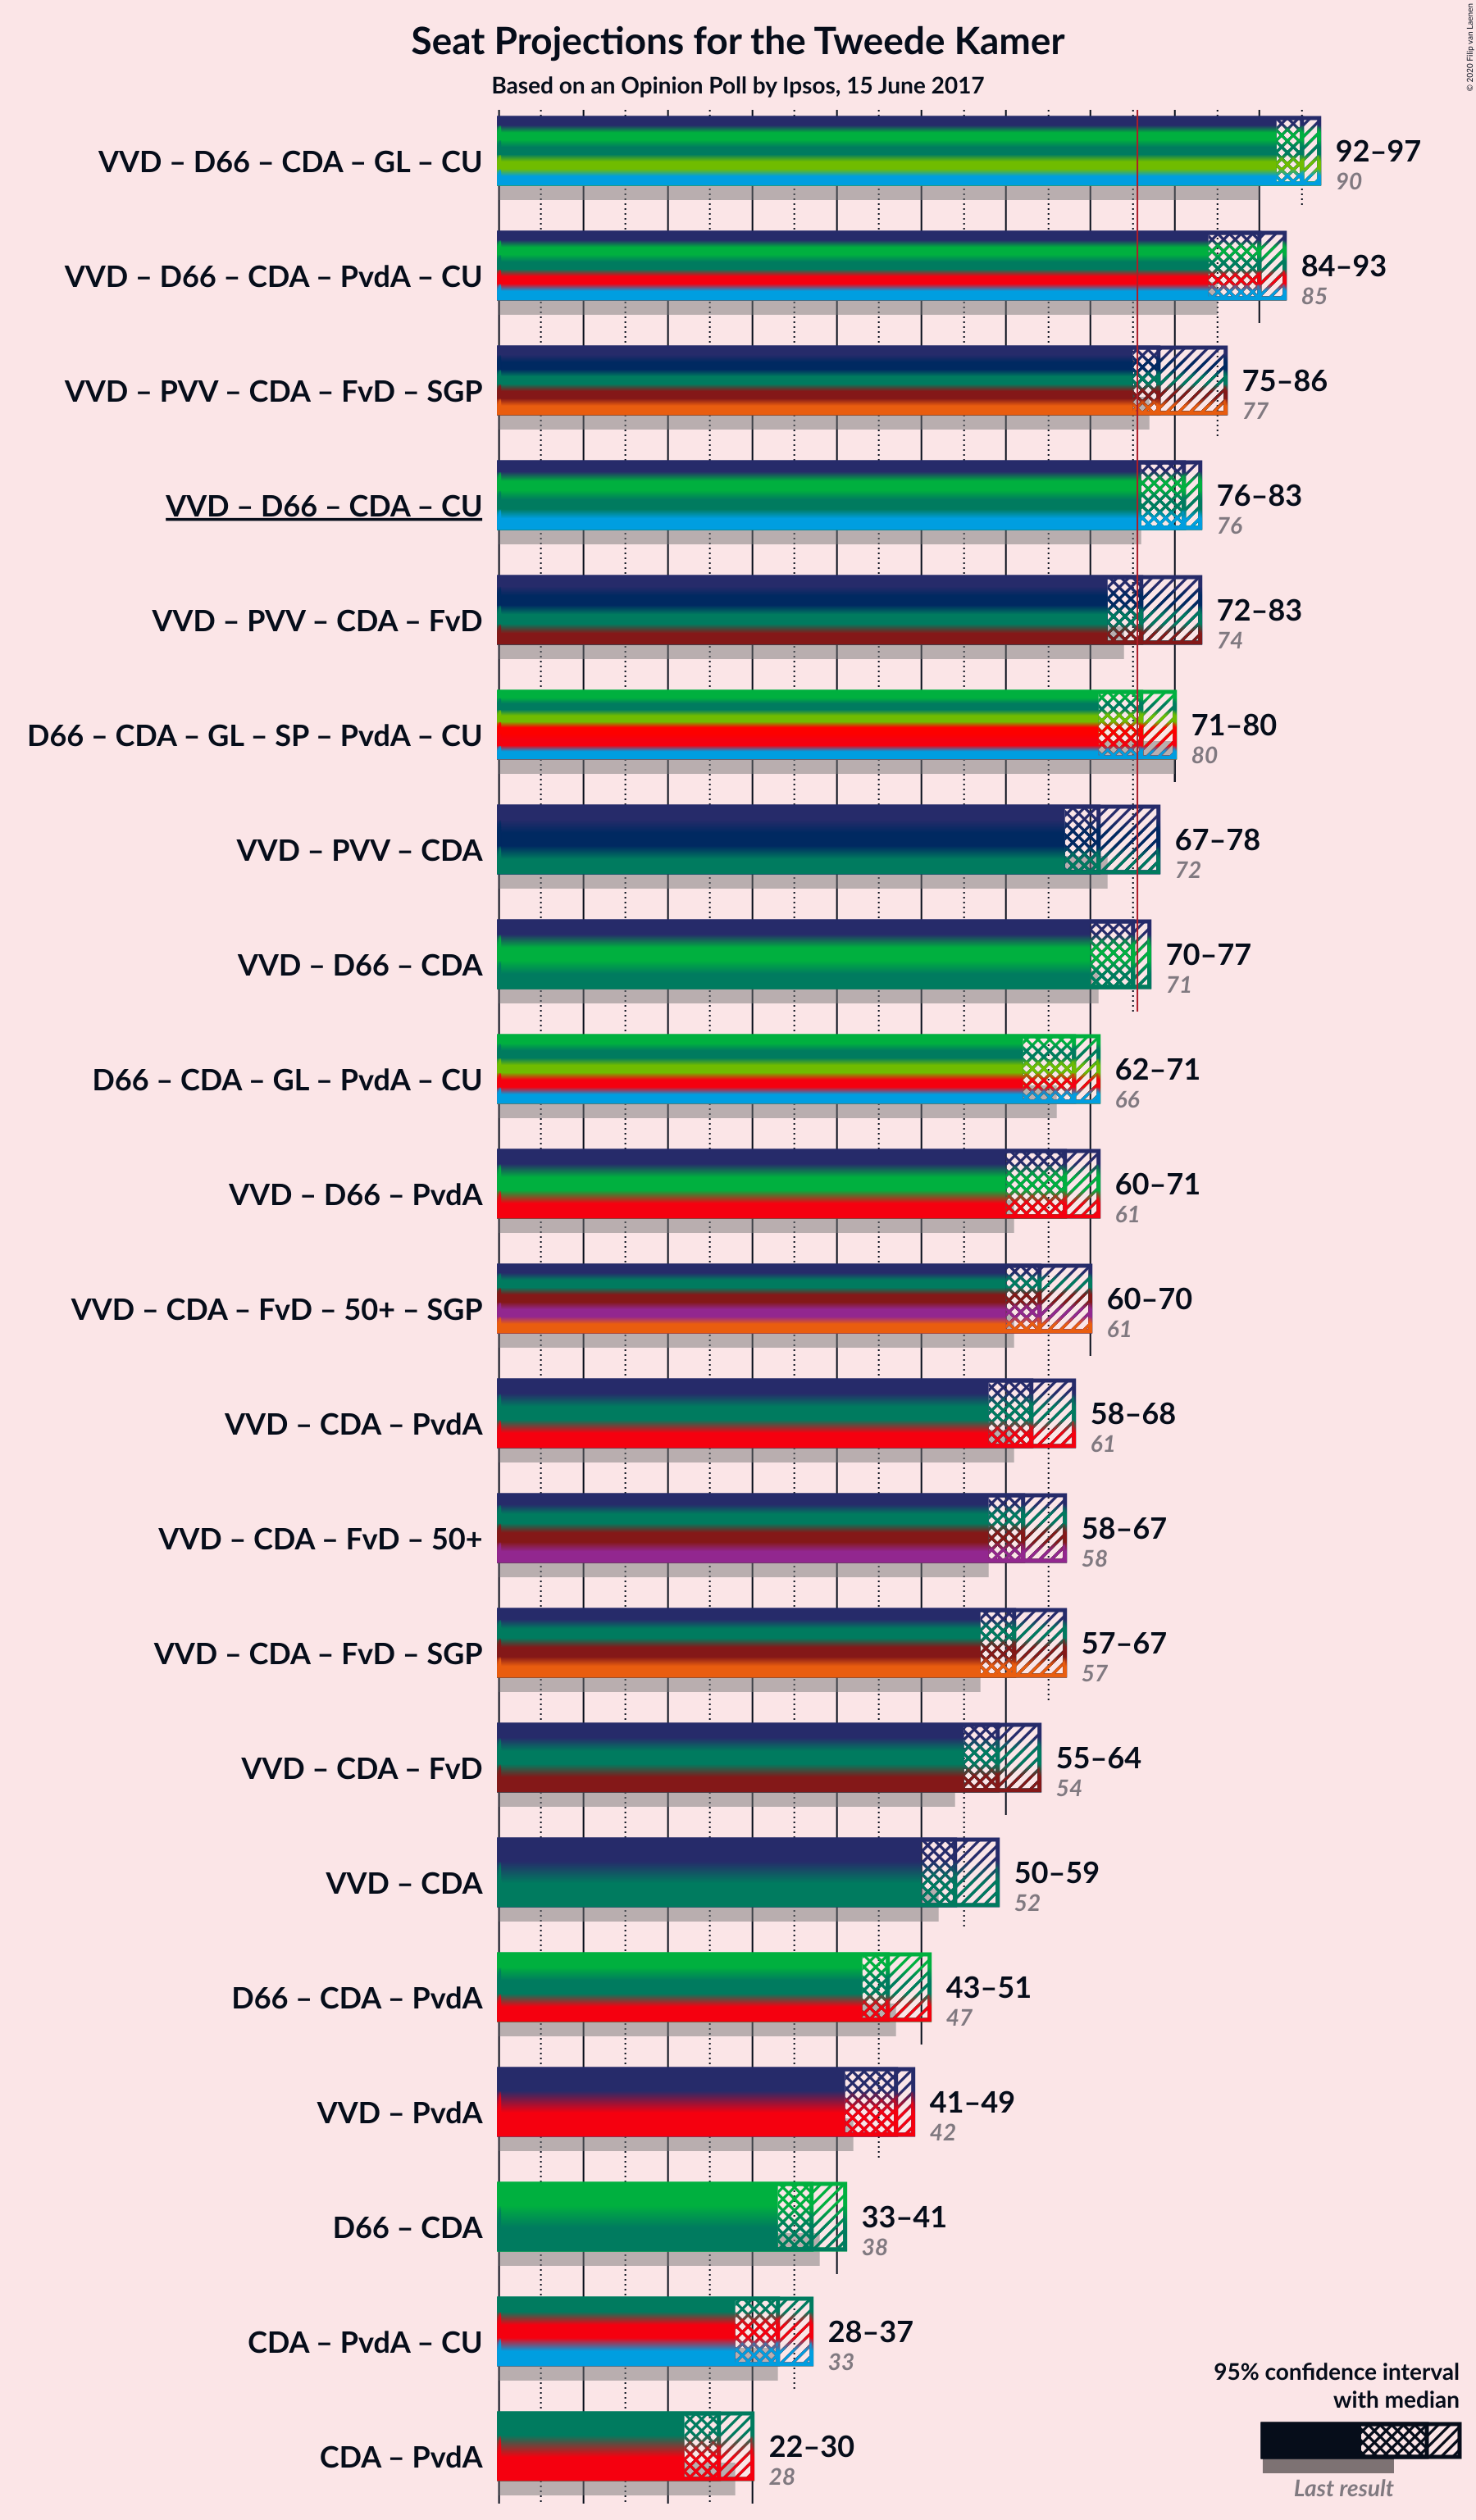 Seat Projections for the Tweede Kamer
Based on an Opinion Poll by Ipsos, 15 June 2017
© 2020 Filip van Laenen
VVD – D66 – CDA – GL – CU
92–97
90
VVD – D66 – CDA – PvdA – CU
84–93
85
VVD – PVV – CDA – FvD – SGP
75–86
77
VVD – D66 – CDA – CU
76–83
76
VVD – PVV – CDA – FvD
72–83
74
D66 – CDA – GL – SP – PvdA – CU
71–80
80
VVD – PVV – CDA
67–78
72
VVD – D66 – CDA
70–77
71
D66 – CDA – GL – PvdA – CU
62–71
66
VVD – D66 – PvdA
60–71
61
VVD – CDA – FvD – 50+ – SGP
60–70
61
VVD – CDA – PvdA
58–68
61
VVD – CDA – FvD – 50+
58–67
58
VVD – CDA – FvD – SGP
57–67
57
VVD – CDA – FvD
55–64
54
VVD – CDA
50–59
52
D66 – CDA – PvdA
43–51
47
VVD – PvdA
41–49
42
D66 – CDA
33–41
38
CDA – PvdA – CU
28–37
33
CDA – PvdA
22–30
28
95% confidence interval
with median
Last result